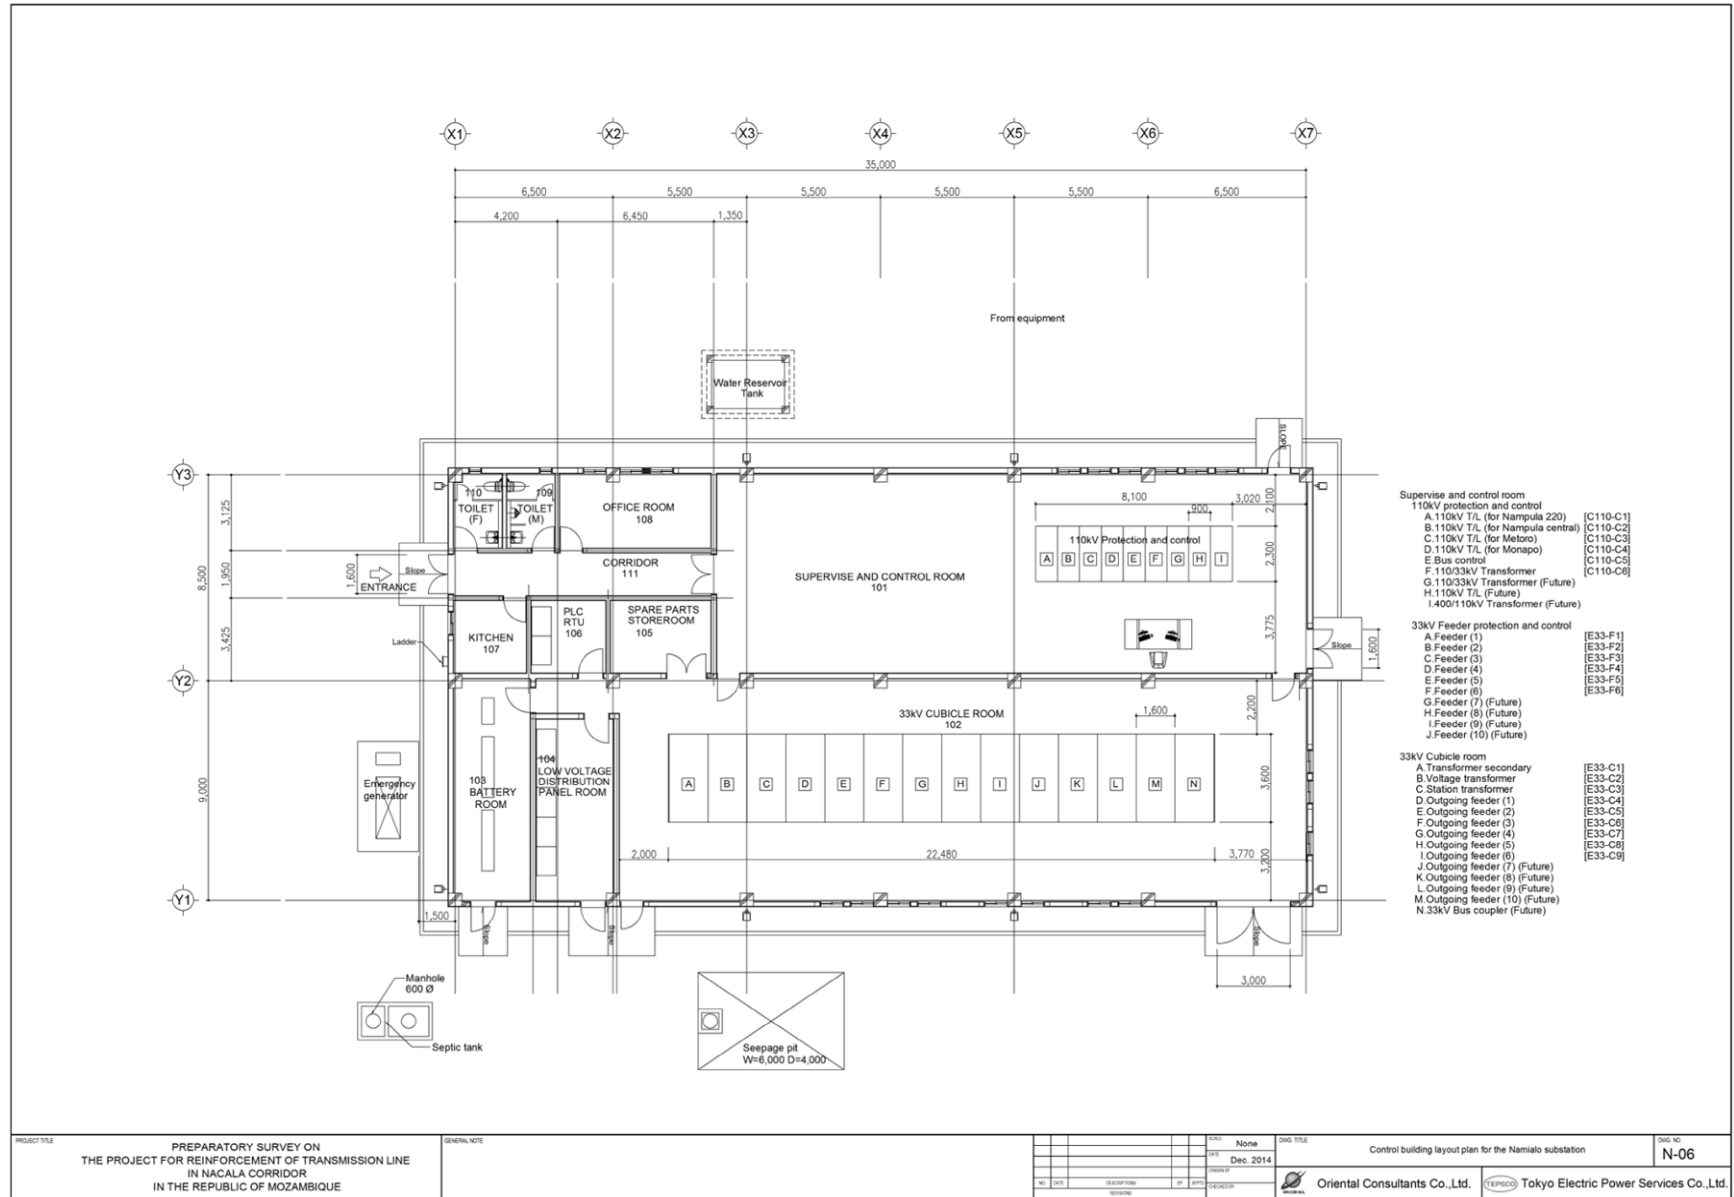 X1 X2 X3 X4 X5 X6 X7
35,000
6,500 5,500 5,500 5,500 5,500 6,500
4,200 6,450 1,350
From equipment
Water Reservoir
Tank
SLOPE
Y3
Y2
Y1
3,125
1,950
3,425
8,500
9,000
1,600
110
TOILET
(F)
109
TOILET
(M)
OFFICE ROOM
108
CORRIDOR
111
Slope
ENTRANCE
Ladder
KITCHEN
107
PLC
RTU
106
SPARE PARTS
STOREROOM
105
SUPERVISE AND CONTROL ROOM
101
8,100 3,020
900
2,100
2,300
3,775
110kV Protection and control
A B C D E F G H I
Slope
1,600
33kV CUBICLE ROOM
102
1,600
2,200
3,600
3,200
A B C D E F G H I J K L M N
2,000 22,480 3,770
103
BATTERY
ROOM
104
LOW VOLTAGE
DISTRIBUTION
PANEL ROOM
Emergency
generator
1,500
Slope
Slope
Slope
3,000
Manhole
600 Ø
Septic tank
Seepage pit
W=6,000 D=4,000
Supervise and control room
110kV protection and control
A.110kV T/L (for Nampula 220) [C110-C1]
B.110kV T/L (for Nampula central) [C110-C2]
C.110kV T/L (for Metoro) [C110-C3]
D.110kV T/L (for Monapo) [C110-C4]
E.Bus control [C110-C5]
F.110/33kV Transformer [C110-C6]
G.110/33kV Transformer (Future)
H.110kV T/L (Future)
I.400/110kV Transformer (Future)
33kV Feeder protection and control
A.Feeder (1) [E33-F1]
B.Feeder (2) [E33-F2]
C.Feeder (3) [E33-F3]
D.Feeder (4) [E33-F4]
E.Feeder (5) [E33-F5]
F.Feeder (6) [E33-F6]
G.Feeder (7) (Future)
H.Feeder (8) (Future)
I.Feeder (9) (Future)
J.Feeder (10) (Future)
33kV Cubicle room
A.Transformer secondary [E33-C1]
B.Voltage transformer [E33-C2]
C.Station transformer [E33-C3]
D.Outgoing feeder (1) [E33-C4]
E.Outgoing feeder (2) [E33-C5]
F.Outgoing feeder (3) [E33-C6]
G.Outgoing feeder (4) [E33-C7]
H.Outgoing feeder (5) [E33-C8]
I.Outgoing feeder (6) [E33-C9]
J.Outgoing feeder (7) (Future)
K.Outgoing feeder (8) (Future)
L.Outgoing feeder (9) (Future)
M.Outgoing feeder (10) (Future)
N.33kV Bus coupler (Future)
PROJECT TITLE
PREPARATORY SURVEY ON
THE PROJECT FOR REINFORCEMENT OF TRANSMISSION LINE
IN NACALA CORRIDOR
IN THE REPUBLIC OF MOZAMBIQUE
GENERAL NOTE
NO. DATE DESCRIPTIONS BY APP'D
REVISIONS
SCALE None
DATE Dec. 2014
DRAWN BY
CHECKED BY
DWG. TITLE
Control building layout plan for the Namialo substation
DWG. NO.
N-06
Oriental Consultants Co.,Ltd.
TEPSCO Tokyo Electric Power Services Co.,Ltd